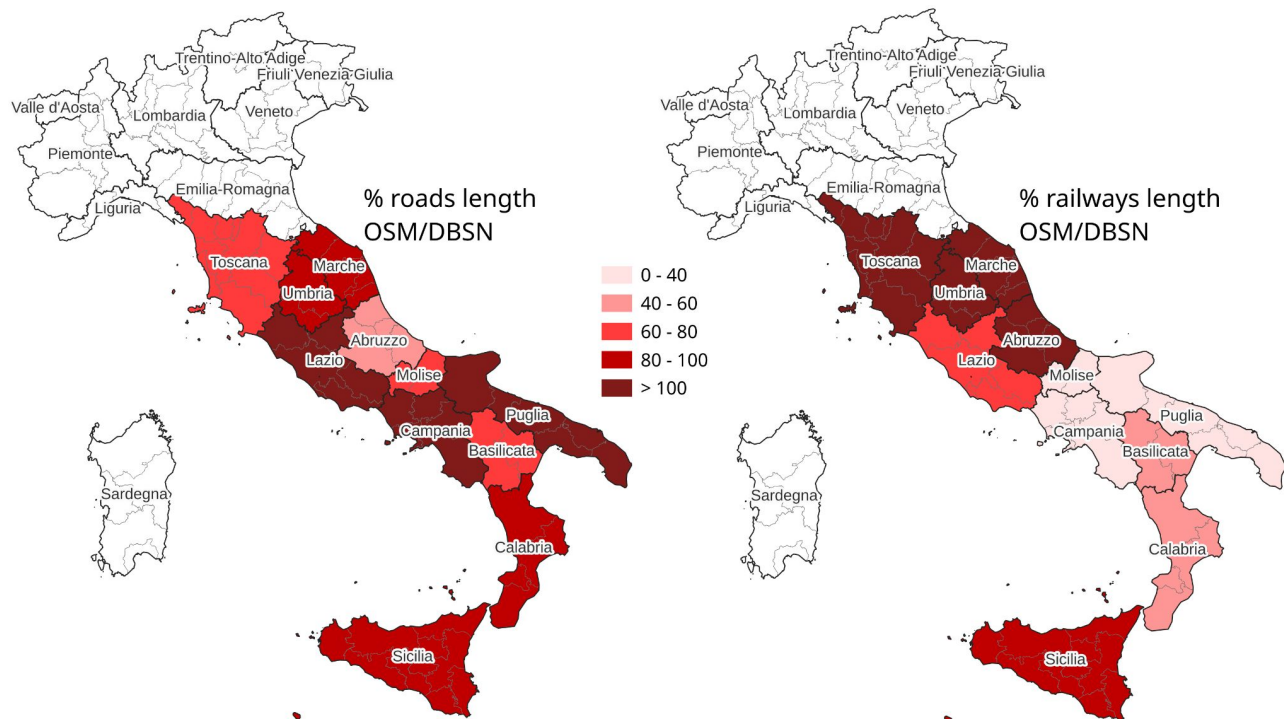 Trentino-Alto Adige
Friuli Venezia-Giulia
Valle d'Aosta
Lombardia
Veneto
Piemonte
Emilia-Romagna
Liguria
% roads length
OSM/DBSN
Toscana
Marche
Umbria
Abruzzo
Lazio
Molise
Puglia
Campania
Basilicata
Sardegna
Calabria
Sicilia
0 - 40
40 - 60
60 - 80
80 - 100
> 100
Trentino-Alto Adige
Friuli Venezia-Giulia
Valle d'Aosta
Lombardia
Veneto
Piemonte
Emilia-Romagna
Liguria
% railways length
OSM/DBSN
Toscana
Marche
Umbria
Abruzzo
Lazio
Molise
Puglia
Campania
Basilicata
Sardegna
Calabria
Sicilia